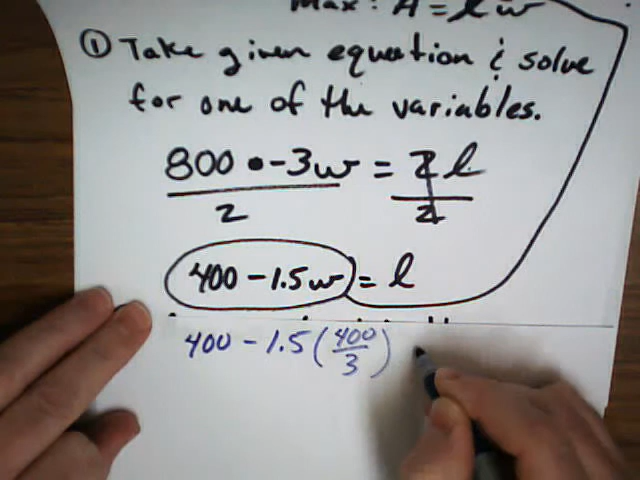 Max: A = lw
① Take given equation & solve
for one of the variables.
800 • -3w = 2l
2 2
400 - 1.5w = l
400 - 1.5(400/3)